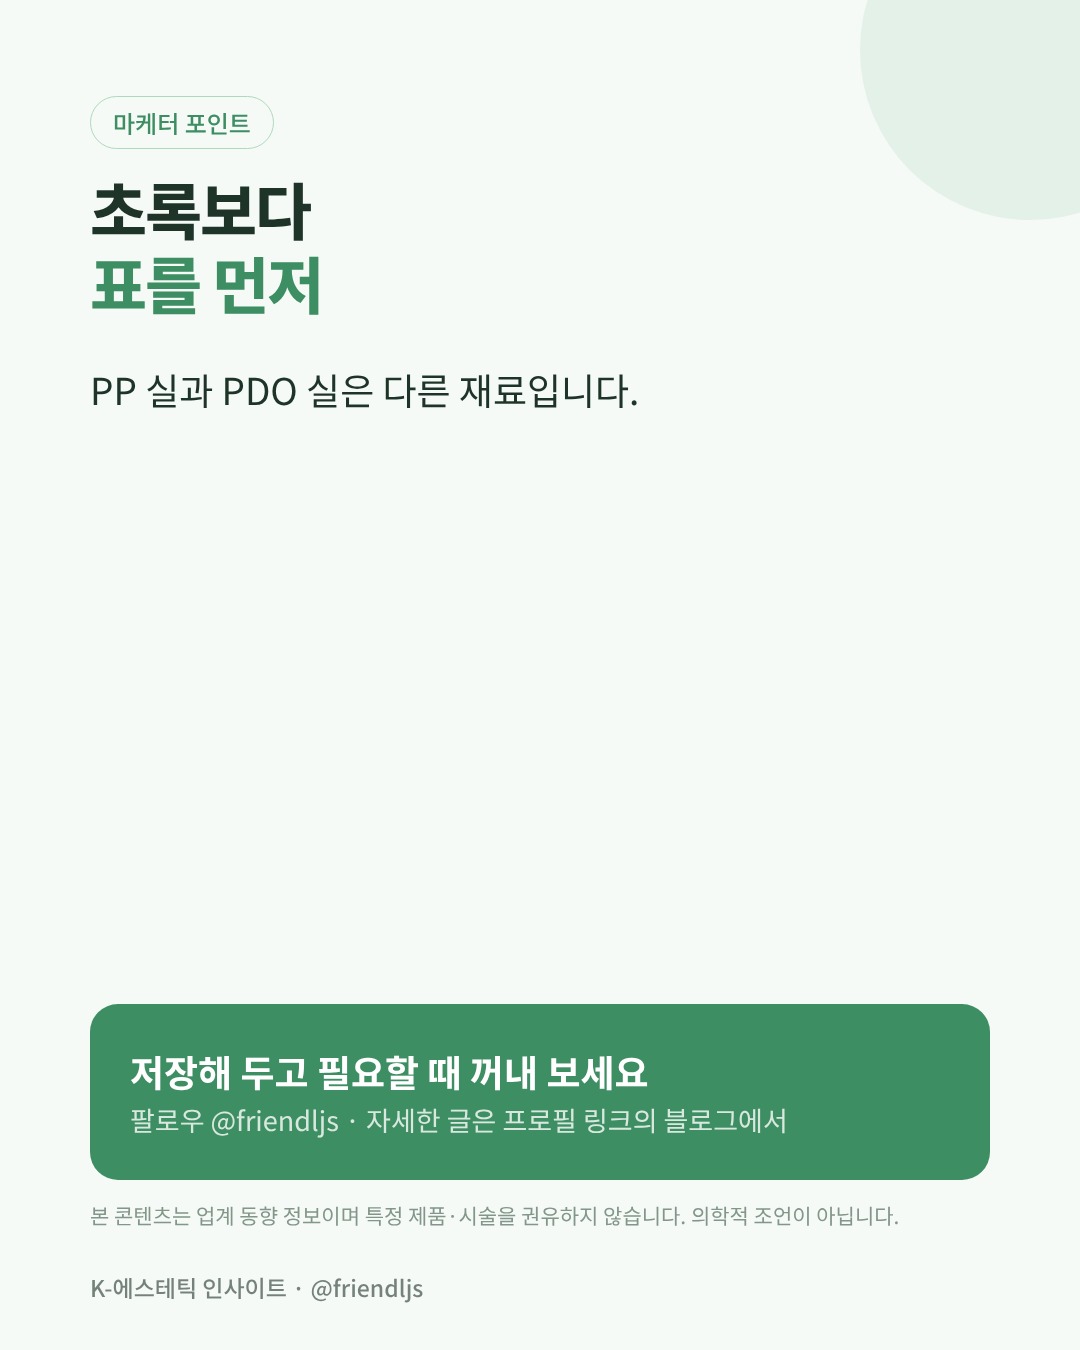 마케터 포인트
초록보다
표를 먼저
PP 실과 PDO 실은 다른 재료입니다.
저장해 두고 필요할 때 꺼내 보세요
팔로우 @friendljs · 자세한 글은 프로필 링크의 블로그에서
본 콘텐츠는 업계 동향 정보이며 특정 제품·시술을 권유하지 않습니다. 의학적 조언이 아닙니다.
K-에스테틱 인사이트 · @friendljs